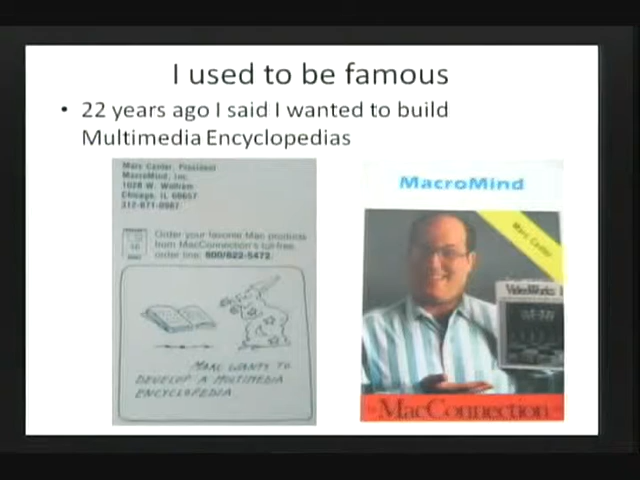 I used to be famous
• 22 years ago I said I wanted to build
Multimedia Encyclopedias
Marc Canter, President
MacroMind, Inc.
1028 W. Wolfram
Chicago, IL 60657
Order your favorite Mac products
from MacConnection's toll-free
order line: 800/622-5472.
MARC WANTS TO
DEVELOP A MULTIMEDIA
ENCYCLOPEDIA
MacroMind
Marc Canter
VideoWorks
MacConnection